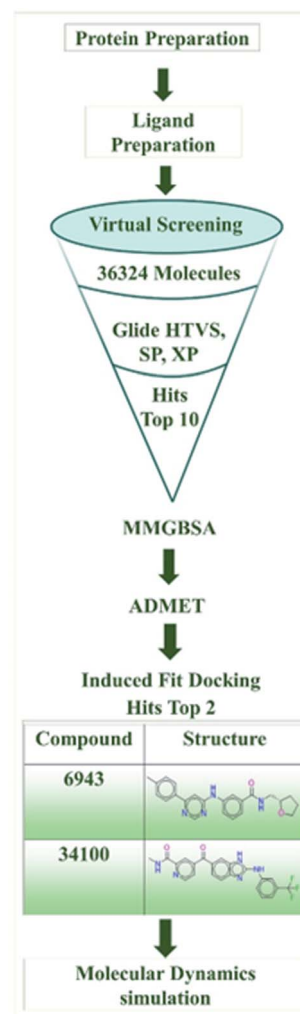 Protein Preparation
Ligand
Preparation
Virtual Screening
36324 Molecules
Glide HTVS,
SP, XP
Hits
Top 10
MMGBSA
ADMET
Induced Fit Docking
Hits Top 2
Compound Structure
6943
34100
Molecular Dynamics
simulation